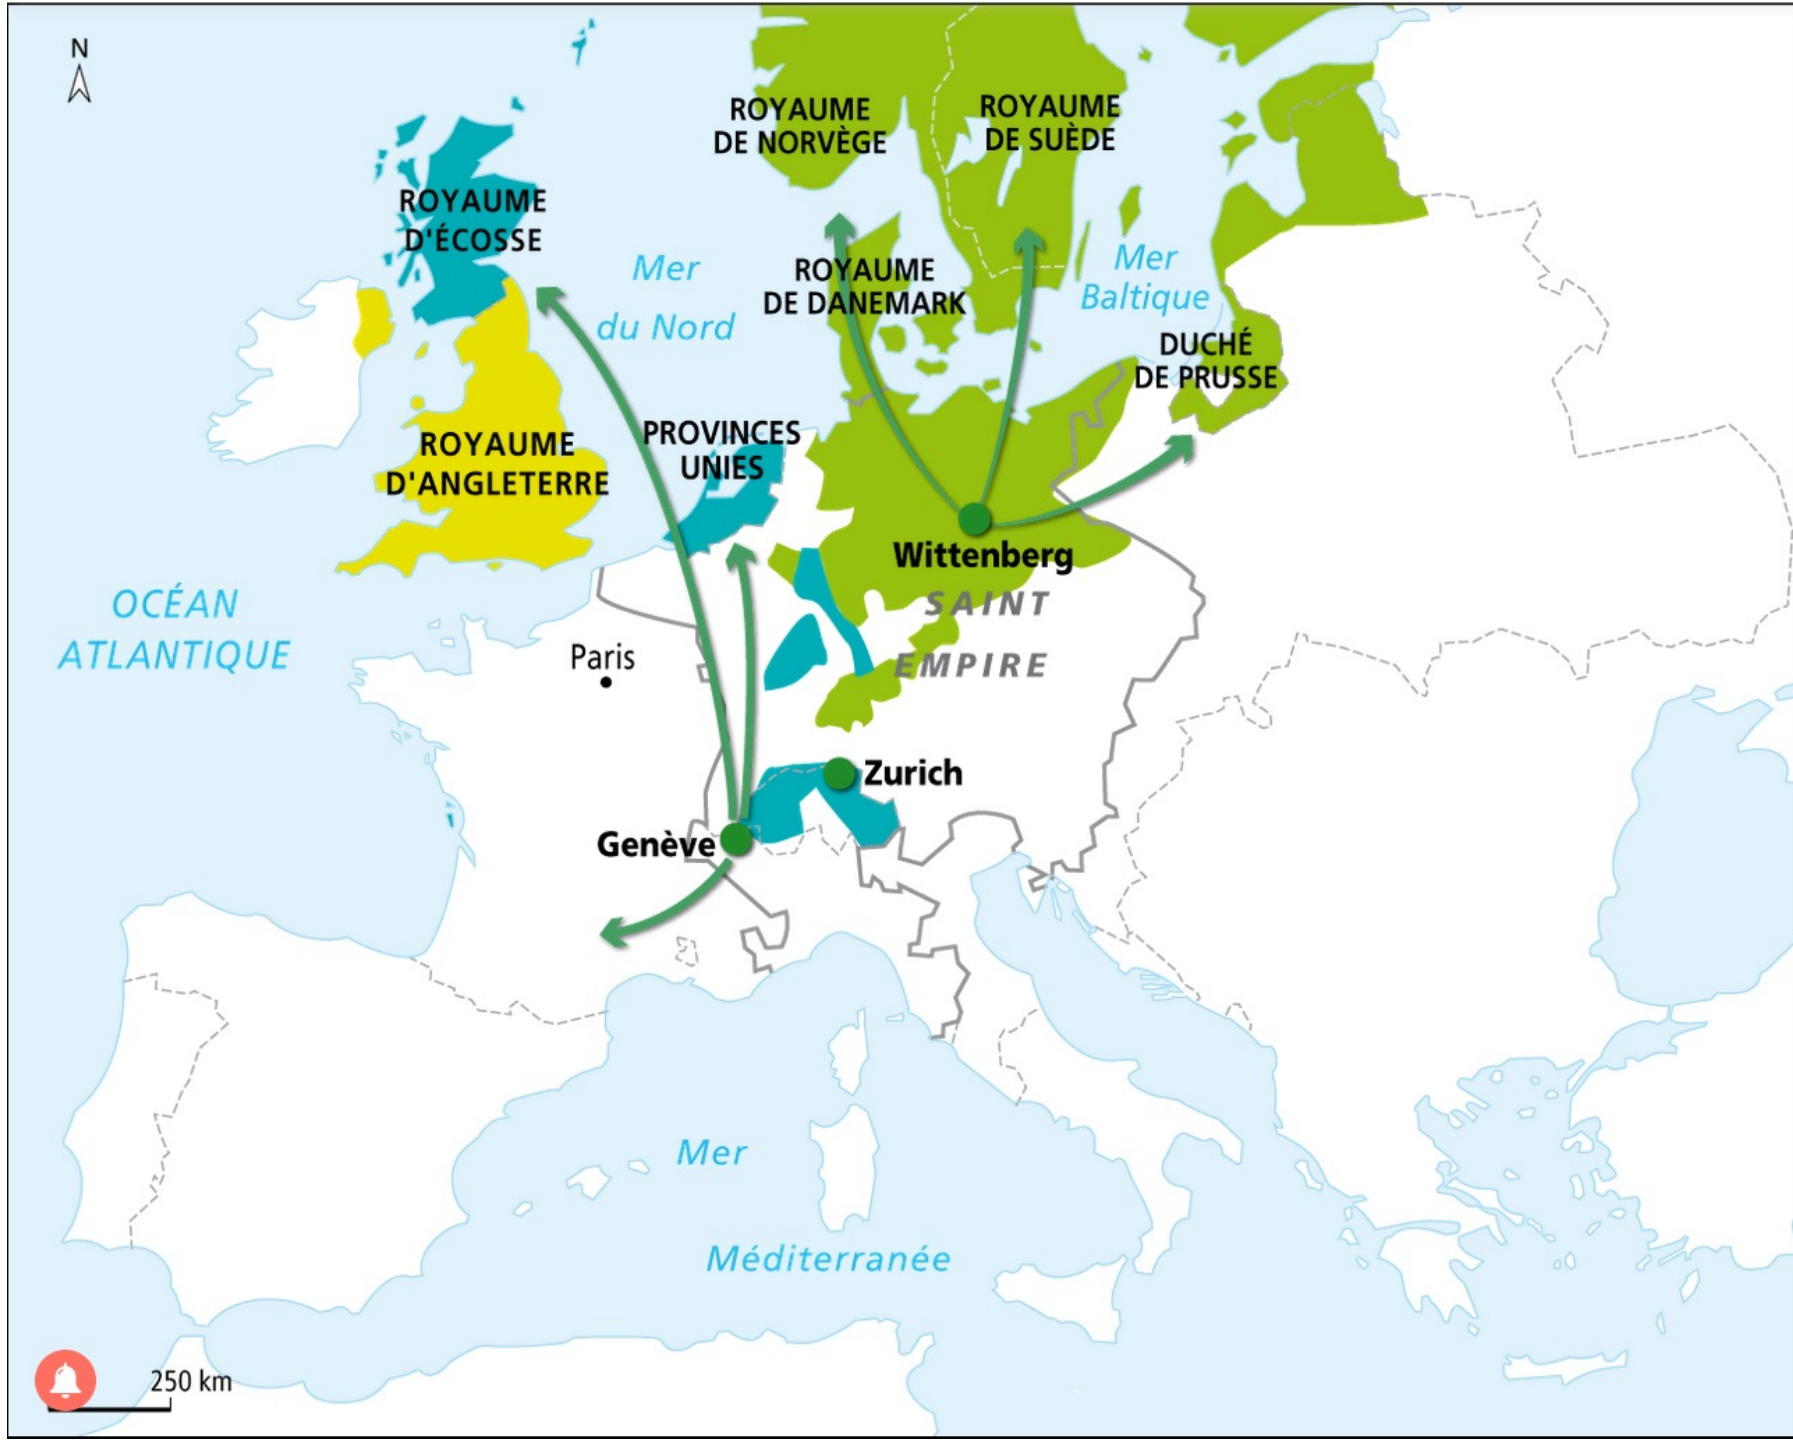 N
ROYAUME
DE NORVÈGE
ROYAUME
DE SUÈDE
ROYAUME
D'ÉCOSSE
Mer
du Nord
ROYAUME
DE DANEMARK
Mer
Baltique
DUCHÉ
DE PRUSSE
ROYAUME
D'ANGLETERRE
PROVINCES
UNIES
Wittenberg
OCÉAN
ATLANTIQUE
SAINT
EMPIRE
Paris
Zurich
Genève
Mer
Méditerranée
250 km